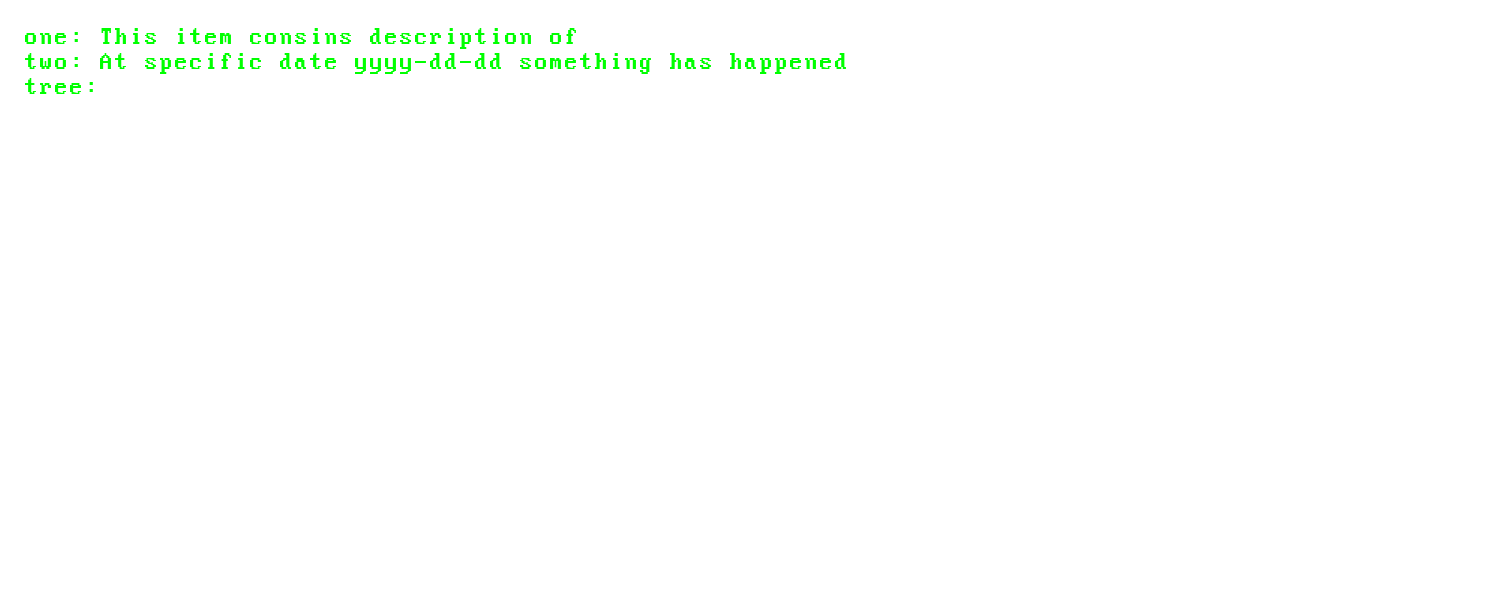 one: This item consins description of
two: At specific date yyyy-dd-dd something has happened
tree: